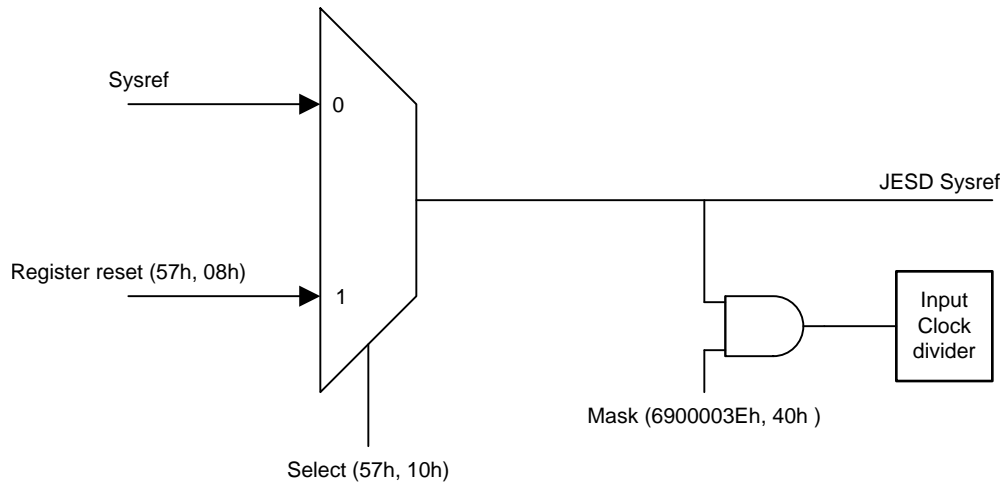 Sysref
0
JESD Sysref
Register reset (57h, 08h)
1
Input
Clock
divider
Mask (6900003Eh, 40h )
Select (57h, 10h)